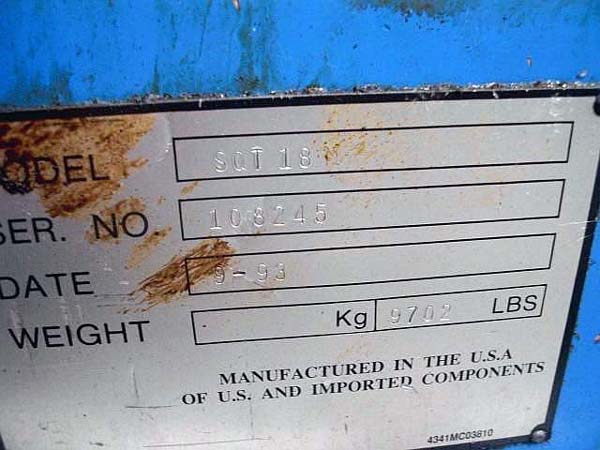 MODEL SQT 18
SER. NO. 108245
DATE 9-93
WEIGHT Kg 9702 LBS
MANUFACTURED IN THE U.S.A
OF U.S. AND IMPORTED COMPONENTS
4341MC03810